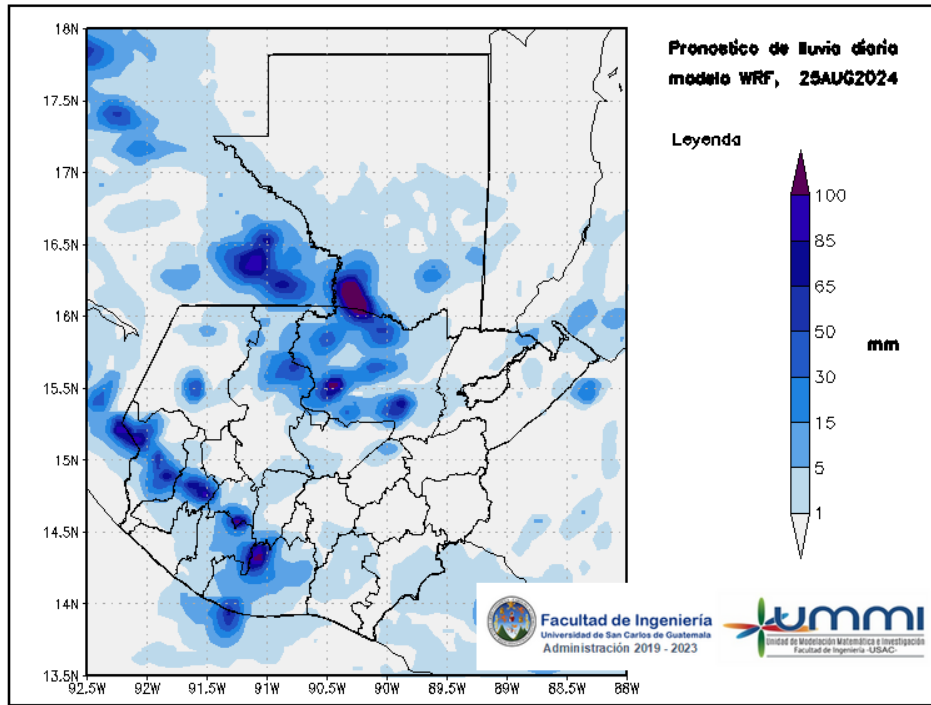 Pronostico de lluvia diaria
modelo WRF, 25AUG2024
Leyenda
100
85
65
50
30
15
5
1
mm
18N
17.5N
17N
16.5N
16N
15.5N
15N
14.5N
14N
13.5N
92.5W 92W 91.5W 91W 90.5W 90W 89.5W 89W 88.5W 88W
Facultad de Ingeniería
Universidad de San Carlos de Guatemala
Administración 2019 - 2023
UMMI
Unidad de Modelación Matemática e Investigación
Facultad de Ingeniería -USAC-